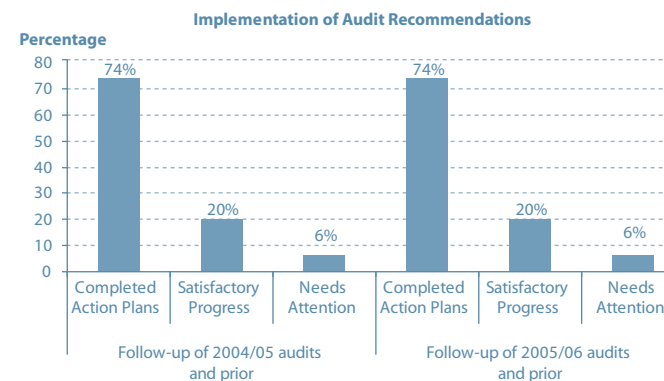 Implementation of Audit Recommendations
Percentage
80
70
60
50
40
30
20
10
0
74%
20%
6%
74%
20%
6%
Completed
Action Plans
Satisfactory
Progress
Needs
Attention
Completed
Action Plans
Satisfactory
Progress
Needs
Attention
Follow-up of 2004/05 audits
and prior
Follow-up of 2005/06 audits
and prior